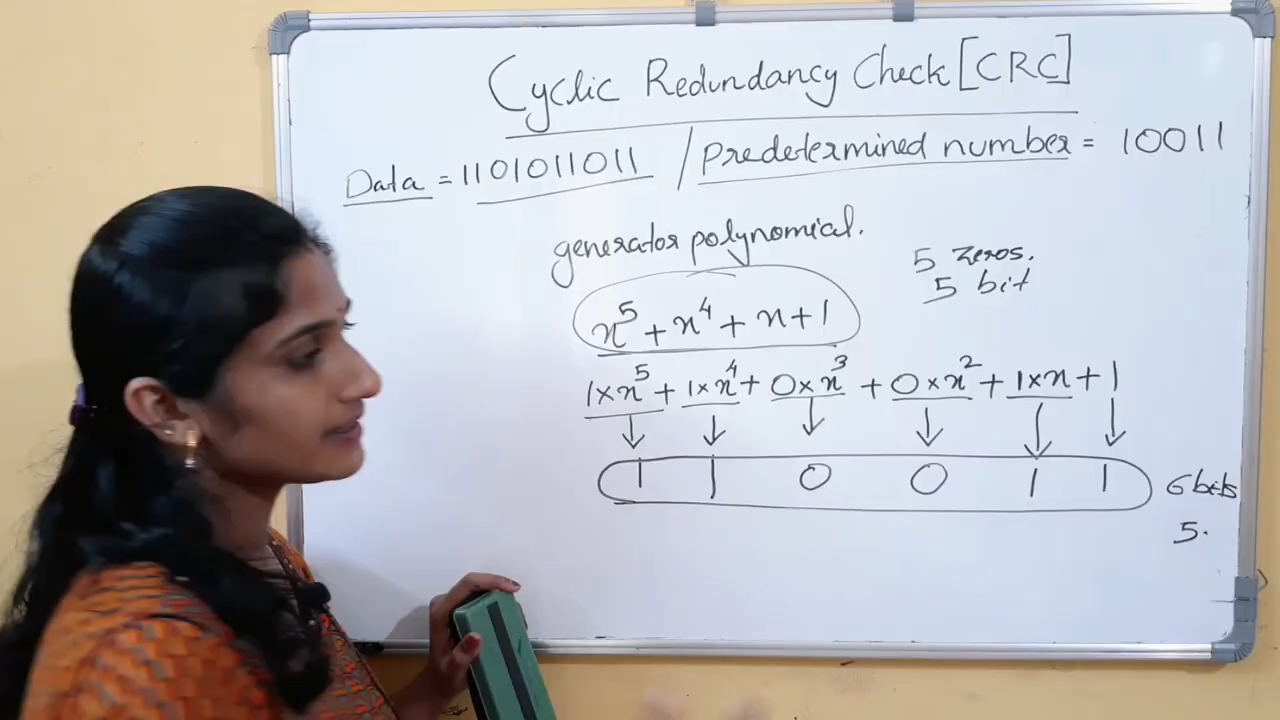 Cyclic Redundancy Check [CRC]
Data = 1101011011 / Predetermined number = 10011
generator polynomial.
5 zeros.
5 bit
x⁵ + x⁴ + x + 1
1 × x⁵ + 1 × x⁴ + 0 × x³ + 0 × x² + 1 × x + 1
1 1 0 0 1 1 6 bits
5.